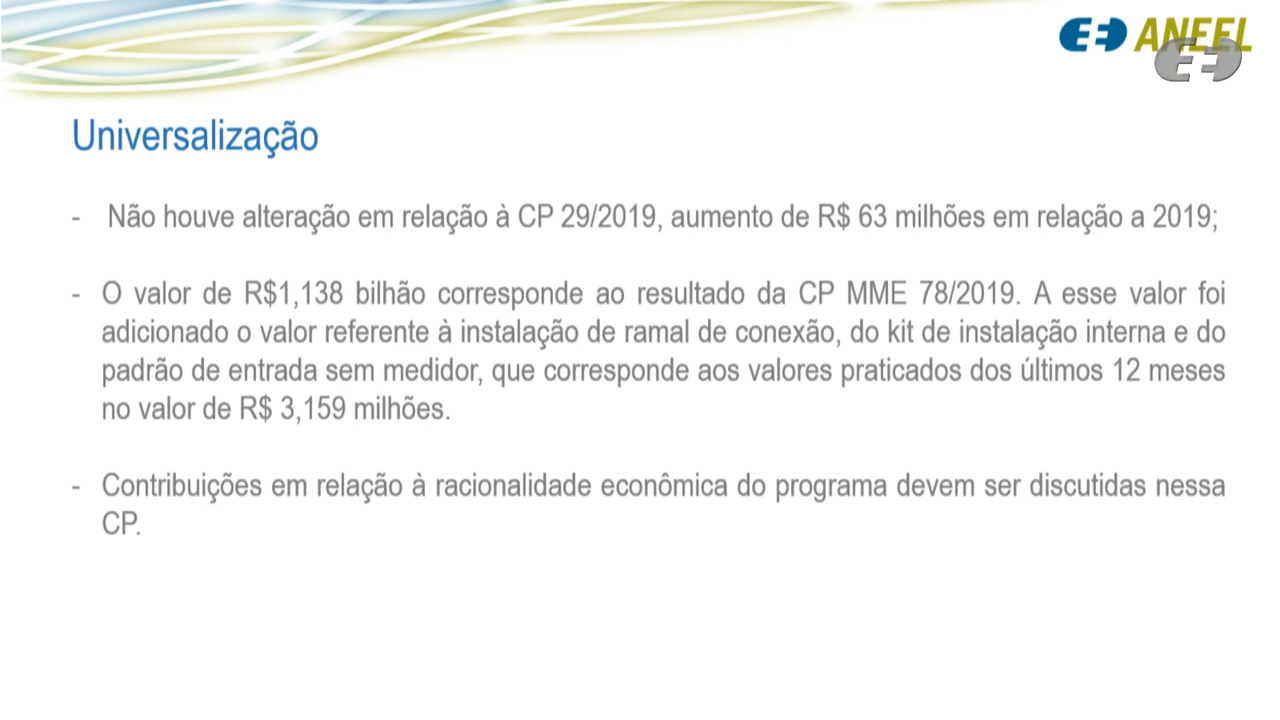 ANEEL
Universalização
- Não houve alteração em relação à CP 29/2019, aumento de R$ 63 milhões em relação a 2019;
- O valor de R$1,138 bilhão corresponde ao resultado da CP MME 78/2019. A esse valor foi
adicionado o valor referente à instalação de ramal de conexão, do kit de instalação interna e do
padrão de entrada sem medidor, que corresponde aos valores praticados dos últimos 12 meses
no valor de R$ 3,159 milhões.
- Contribuições em relação à racionalidade econômica do programa devem ser discutidas nessa
CP.